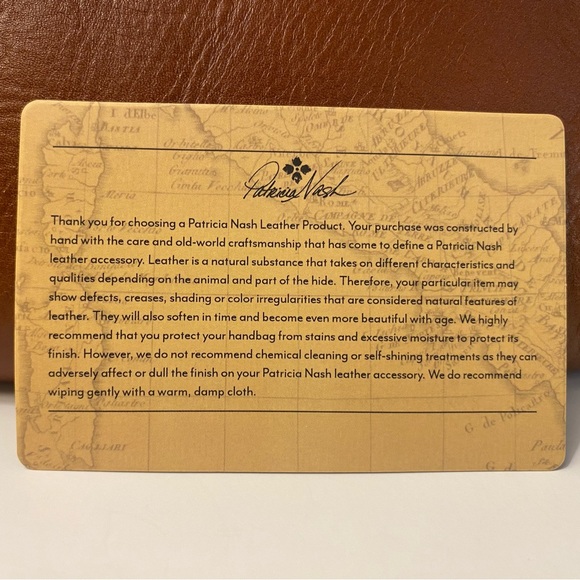 I d'Elbe
Orbitello
Patricia Nash
Thank you for choosing a Patricia Nash Leather Product. Your purchase was constructed by
hand with the care and old-world craftsmanship that has come to define a Patricia Nash
leather accessory. Leather is a natural substance that takes on different characteristics and
qualities depending on the animal and part of the hide. Therefore, your particular item may
show defects, creases, shading or color irregularities that are considered natural features of
leather. They will also soften in time and become even more beautiful with age. We highly
recommend that you protect your handbag from stains and excessive moisture to protect its
finish. However, we do not recommend chemical cleaning or self-shining treatments as they can
adversely affect or dull the finish on your Patricia Nash leather accessory. We do recommend
wiping gently with a warm, damp cloth.
CAGLIARI
G. de